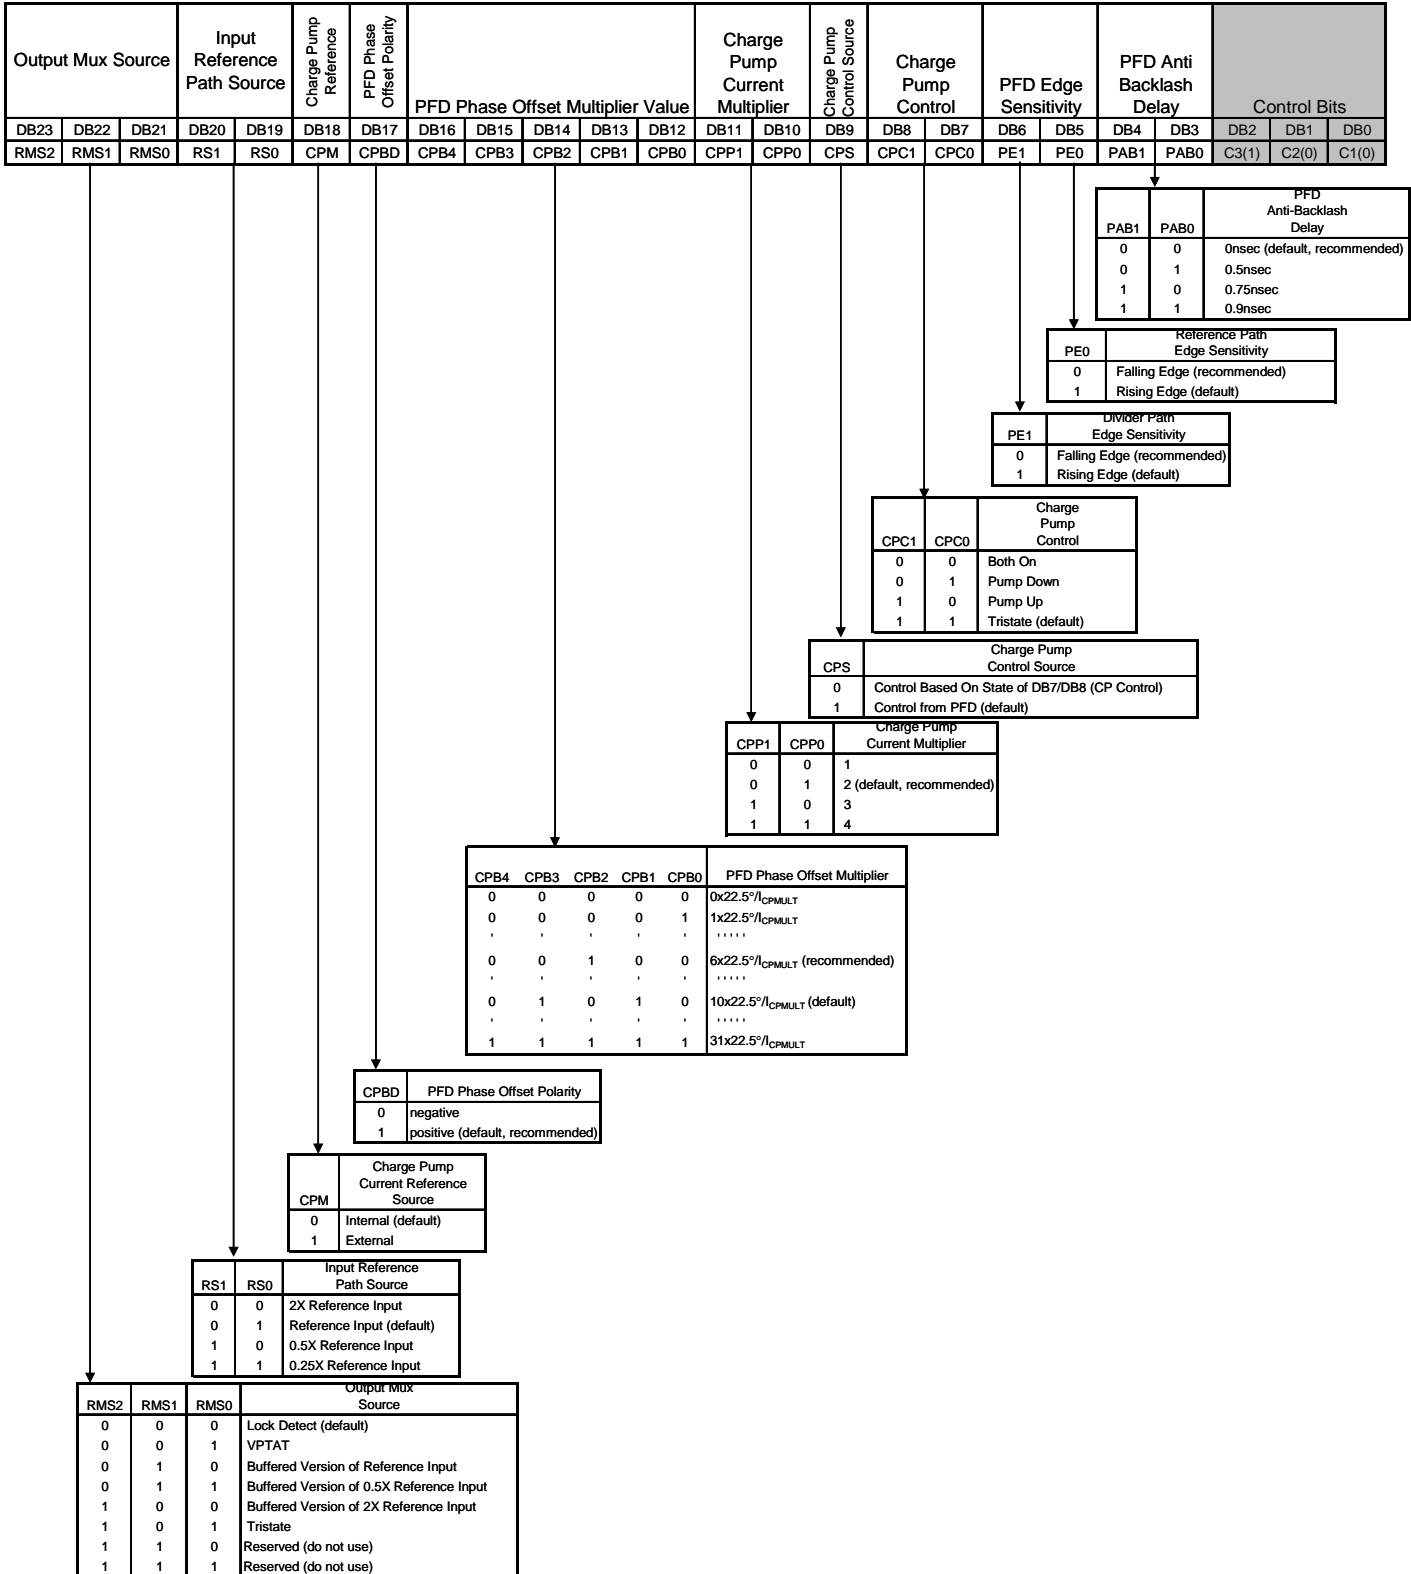 Output Mux Source
Input
Reference
Path Source
Charge Pump
Reference
PFD Phase
Offset Polarity
PFD Phase Offset Multiplier Value
Charge
Pump
Current
Multiplier
Charge Pump
Control Source
Charge
Pump
Control
PFD Edge
Sensitivity
PFD Anti
Backlash
Delay
Control Bits
DB23 DB22 DB21 DB20 DB19 DB18 DB17 DB16 DB15 DB14 DB13 DB12 DB11 DB10 DB9 DB8 DB7 DB6 DB5 DB4 DB3 DB2 DB1 DB0
RMS2 RMS1 RMS0 RS1 RS0 CPM CPBD CPB4 CPB3 CPB2 CPB1 CPB0 CPP1 CPP0 CPS CPC1 CPC0 PE1 PE0 PAB1 PAB0 C3(1) C2(0) C1(0)
PFD
Anti-Backlash
PAB1 PAB0 Delay
0 0 0nsec (default, recommended)
0 1 0.5nsec
1 0 0.75nsec
1 1 0.9nsec
Reference Path
PE0 Edge Sensitivity
0 Falling Edge (recommended)
1 Rising Edge (default)
Divider Path
PE1 Edge Sensitivity
0 Falling Edge (recommended)
1 Rising Edge (default)
Charge
Pump
CPC1 CPC0 Control
0 0 Both On
0 1 Pump Down
1 0 Pump Up
1 1 Tristate (default)
Charge Pump
CPS Control Source
0 Control Based On State of DB7/DB8 (CP Control)
1 Control from PFD (default)
Charge Pump
CPP1 CPP0 Current Multiplier
0 0 1
0 1 2 (default, recommended)
1 0 3
1 1 4
CPB4 CPB3 CPB2 CPB1 CPB0 PFD Phase Offset Multiplier
0 0 0 0 0 0x22.5°/ICPMULT
0 0 0 0 1 1x22.5°/ICPMULT
' ' ' ' ' ' ' ' ' '
0 0 1 0 0 6x22.5°/ICPMULT (recommended)
' ' ' ' ' ' ' ' ' '
0 1 0 1 0 10x22.5°/ICPMULT (default)
' ' ' ' ' ' ' ' ' '
1 1 1 1 1 31x22.5°/ICPMULT
CPBD PFD Phase Offset Polarity
0 negative
1 positive (default, recommended)
Charge Pump
Current Reference
CPM Source
0 Internal (default)
1 External
Input Reference
RS1 RS0 Path Source
0 0 2X Reference Input
0 1 Reference Input (default)
1 0 0.5X Reference Input
1 1 0.25X Reference Input
Output Mux
RMS2 RMS1 RMS0 Source
0 0 0 Lock Detect (default)
0 0 1 VPTAT
0 1 0 Buffered Version of Reference Input
0 1 1 Buffered Version of 0.5X Reference Input
1 0 0 Buffered Version of 2X Reference Input
1 0 1 Tristate
1 1 0 Reserved (do not use)
1 1 1 Reserved (do not use)